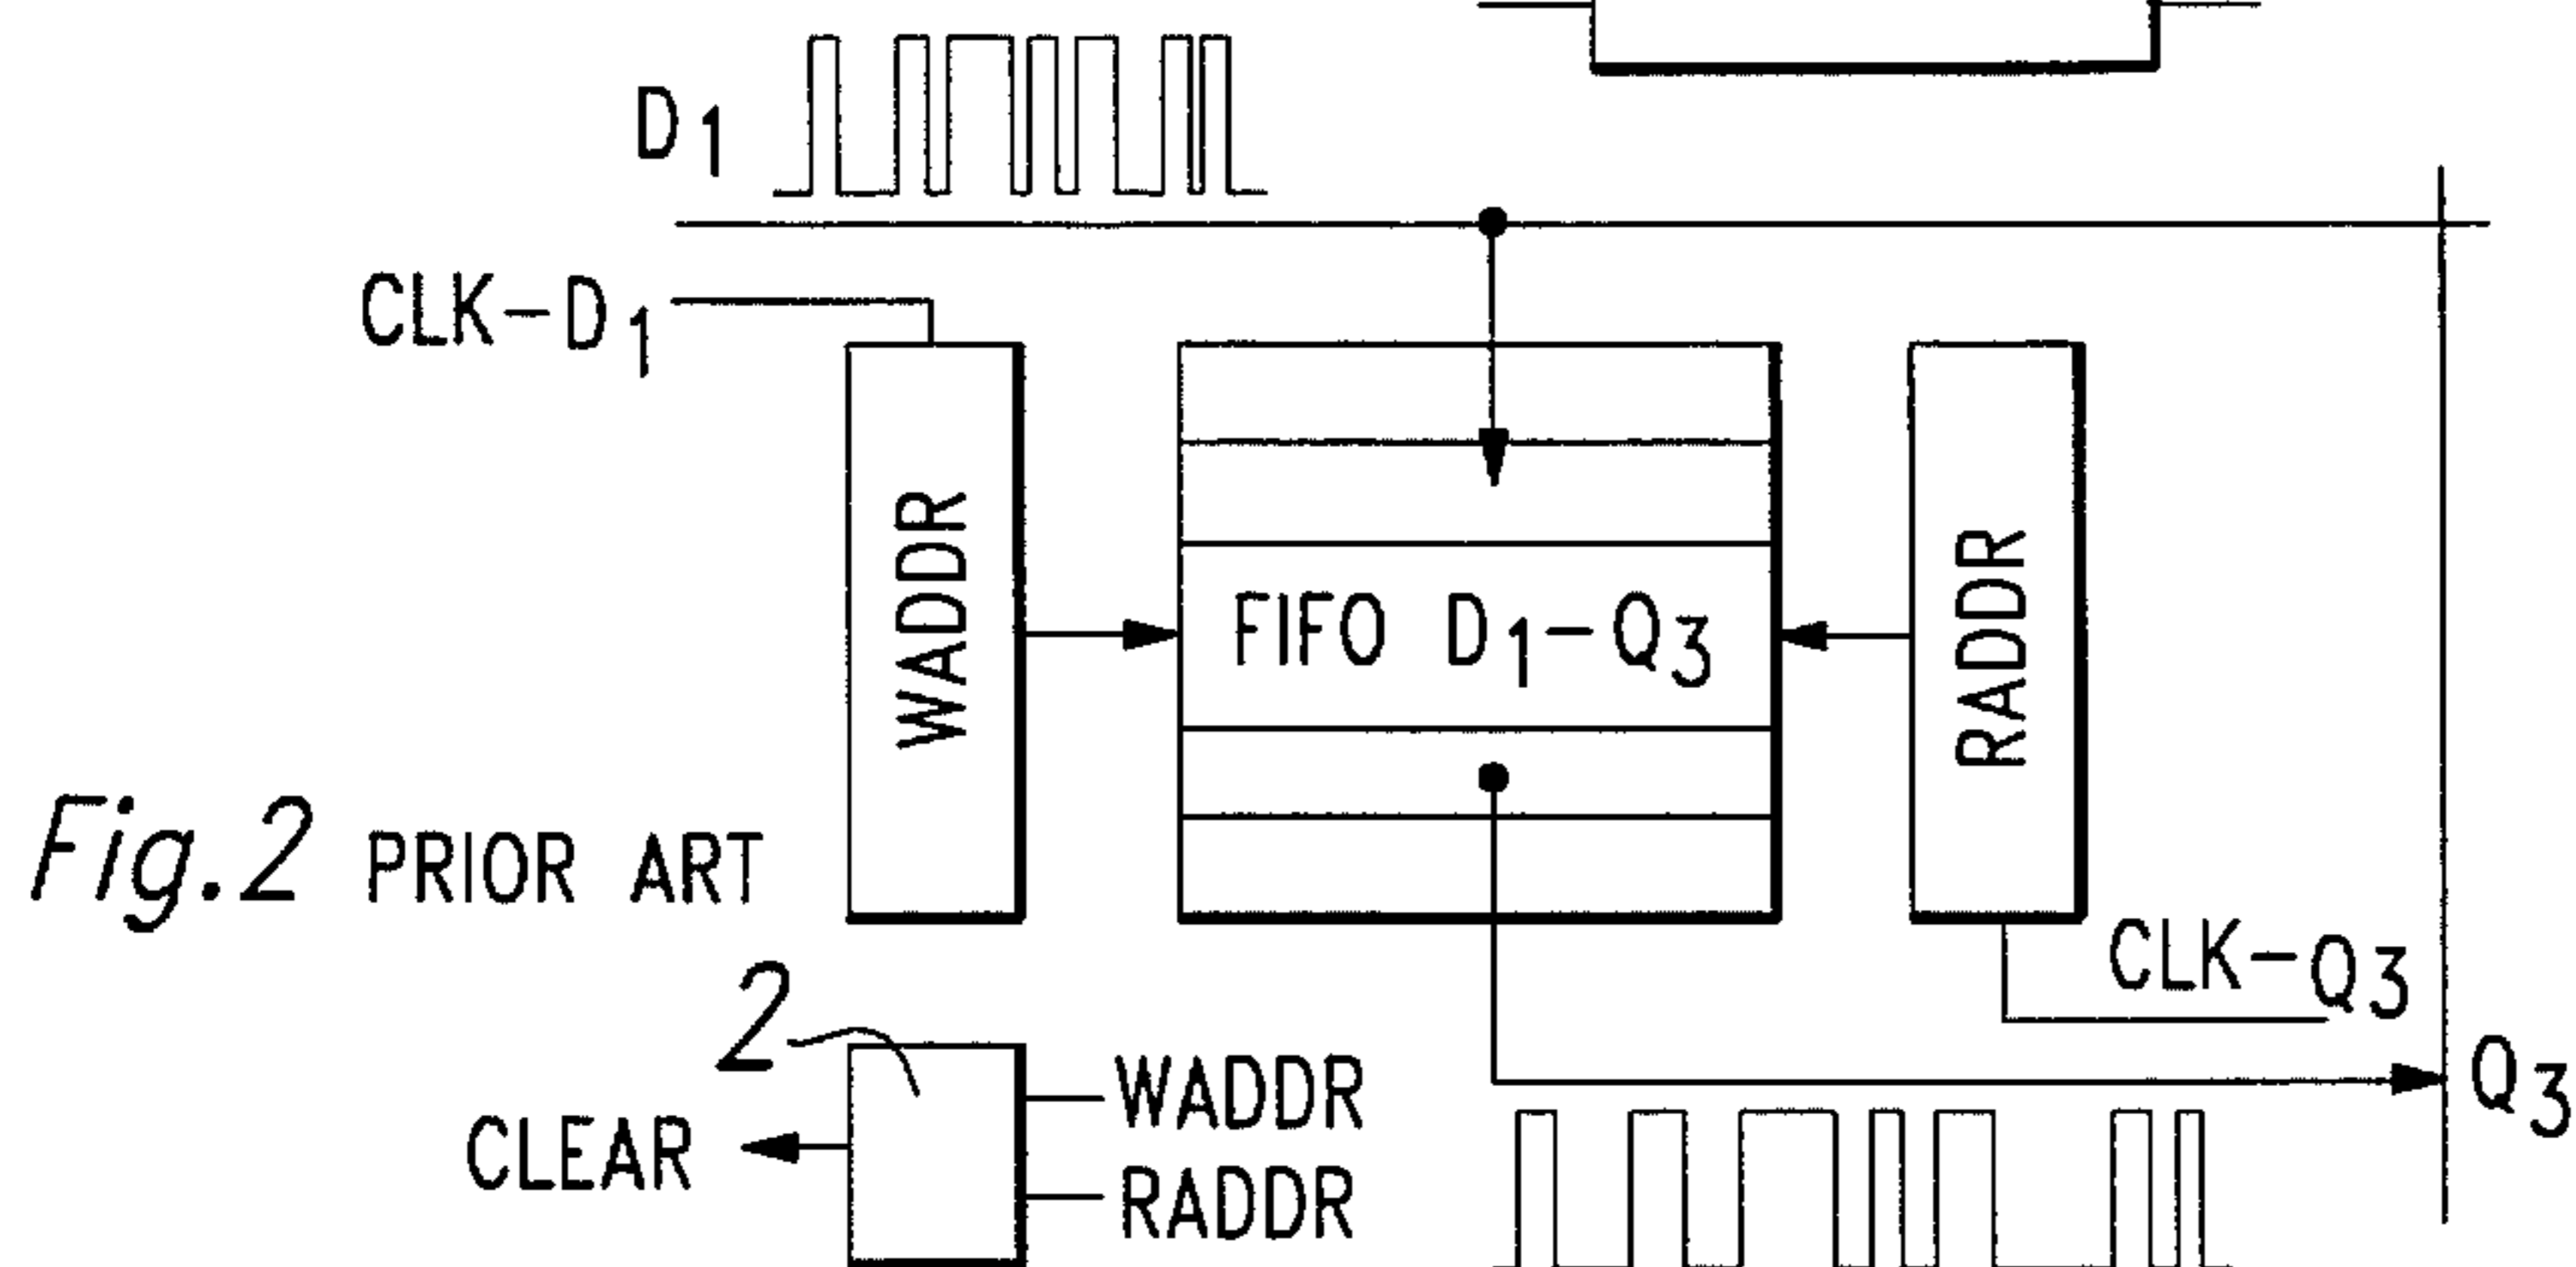 D1
CLK-D1
WADDR
FIFO D1-Q3
RADDR
Fig.2 PRIOR ART
CLK-Q3
2
Q3
WADDR
CLEAR
RADDR